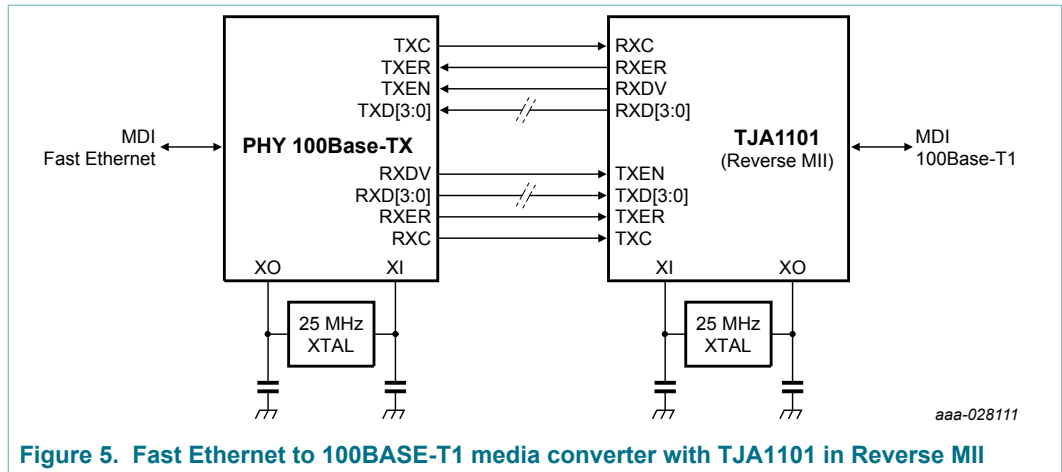 TXC
TXER
TXEN
TXD[3:0]
RXC
RXER
RXDV
RXD[3:0]
MDI
Fast Ethernet
PHY 100Base-TX
TJA1101
(Reverse MII)
MDI
100Base-T1
RXDV
RXD[3:0]
RXER
RXC
TXEN
TXD[3:0]
TXER
TXC
XO
XI
XI
XO
25 MHz
XTAL
25 MHz
XTAL
aaa-028111
Figure 5. Fast Ethernet to 100BASE-T1 media converter with TJA1101 in Reverse MII